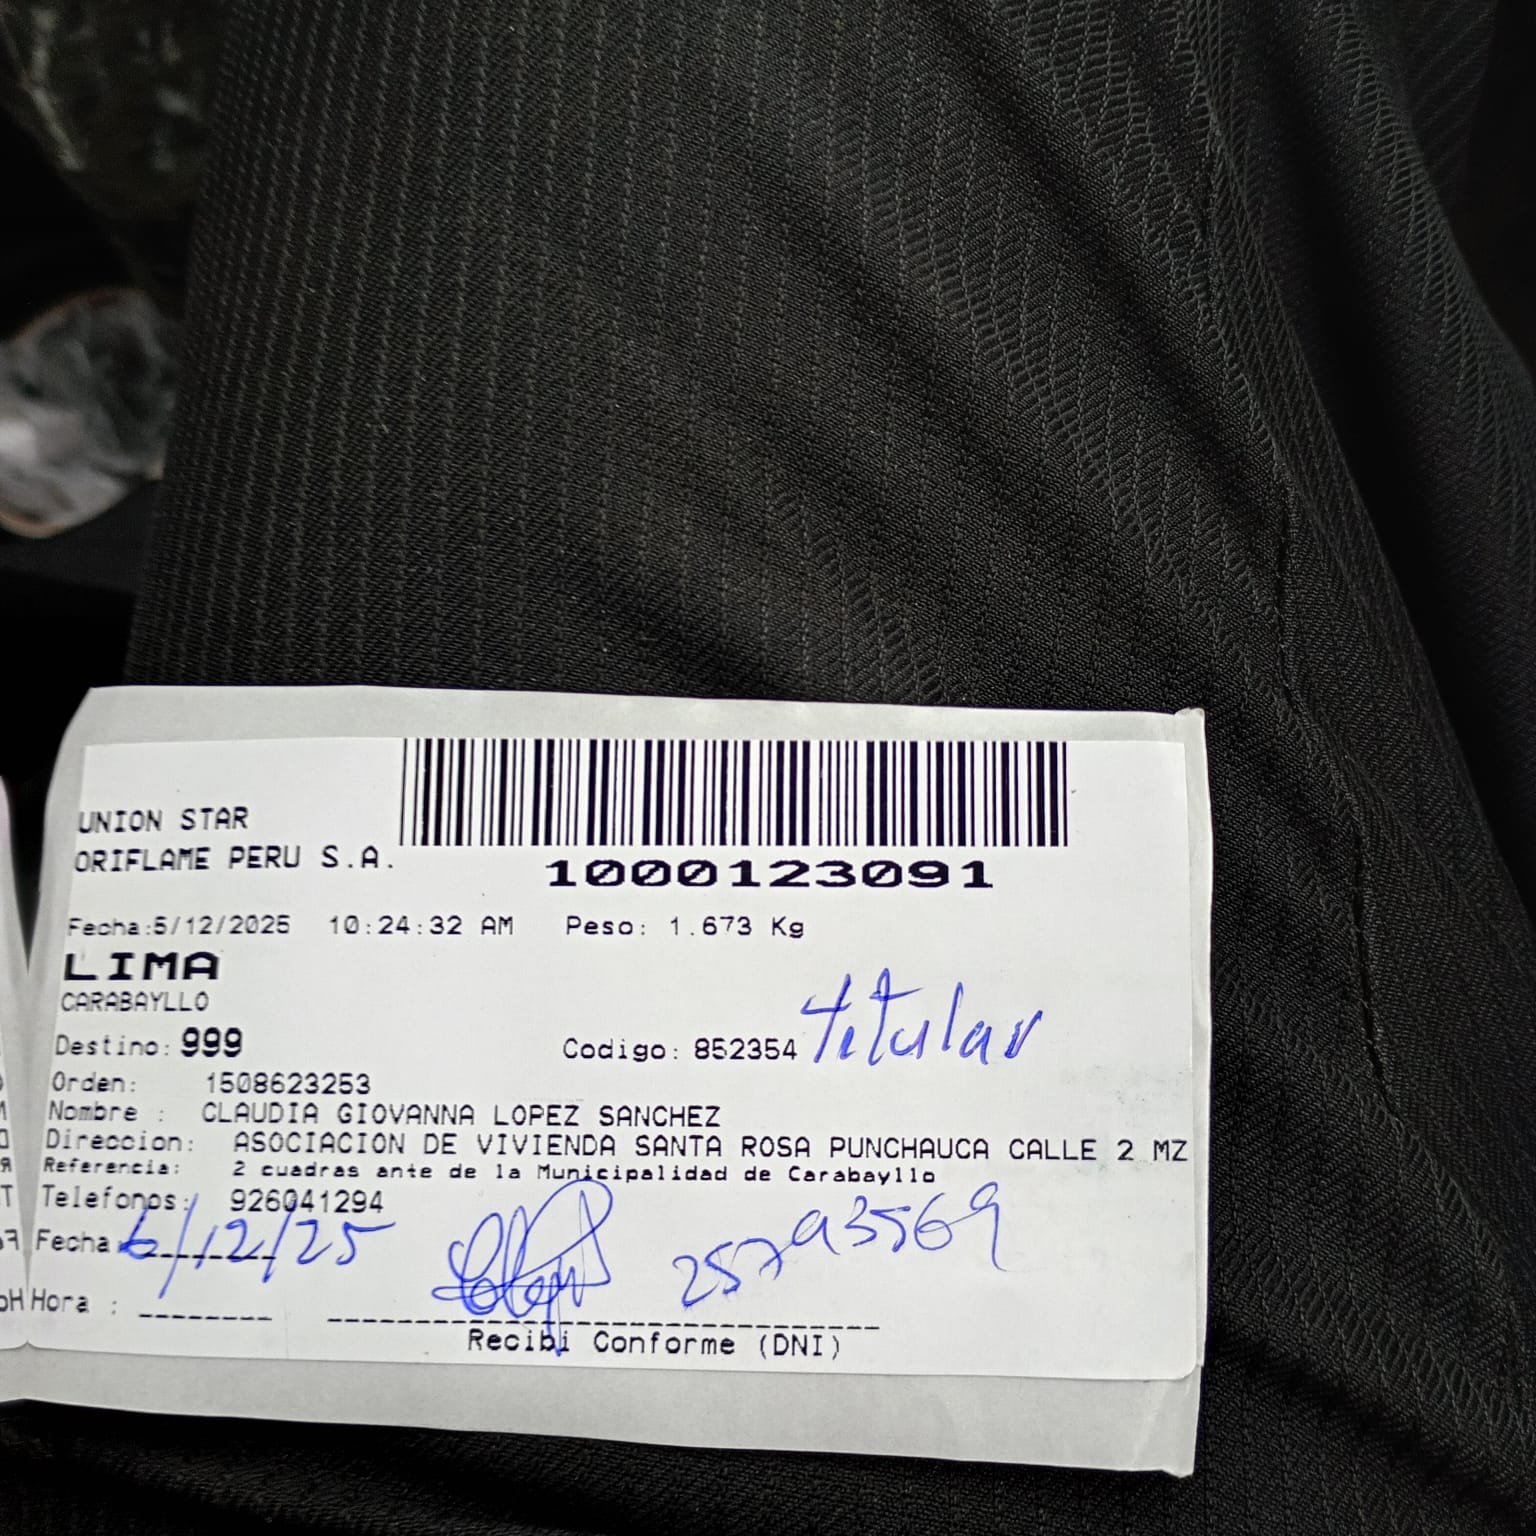 UNION STAR
ORIFLAME PERU S.A.
1000123091
Fecha:5/12/2025 10:24:32 AM Peso: 1.673 Kg
LIMA
CARABAYLLO
Destino: 999 Codigo: 852354 titular
Orden: 1508623253
Nombre : CLAUDIA GIOVANNA LOPEZ SANCHEZ
Direccion: ASOCIACION DE VIVIENDA SANTA ROSA PUNCHAUCA CALLE 2 MZ
Referencia: 2 cuadras ante de la Municipalidad de Carabayllo
Telefonos: 926041294
Fecha 6/12/25
Hora :
Recibi Conforme (DNI)